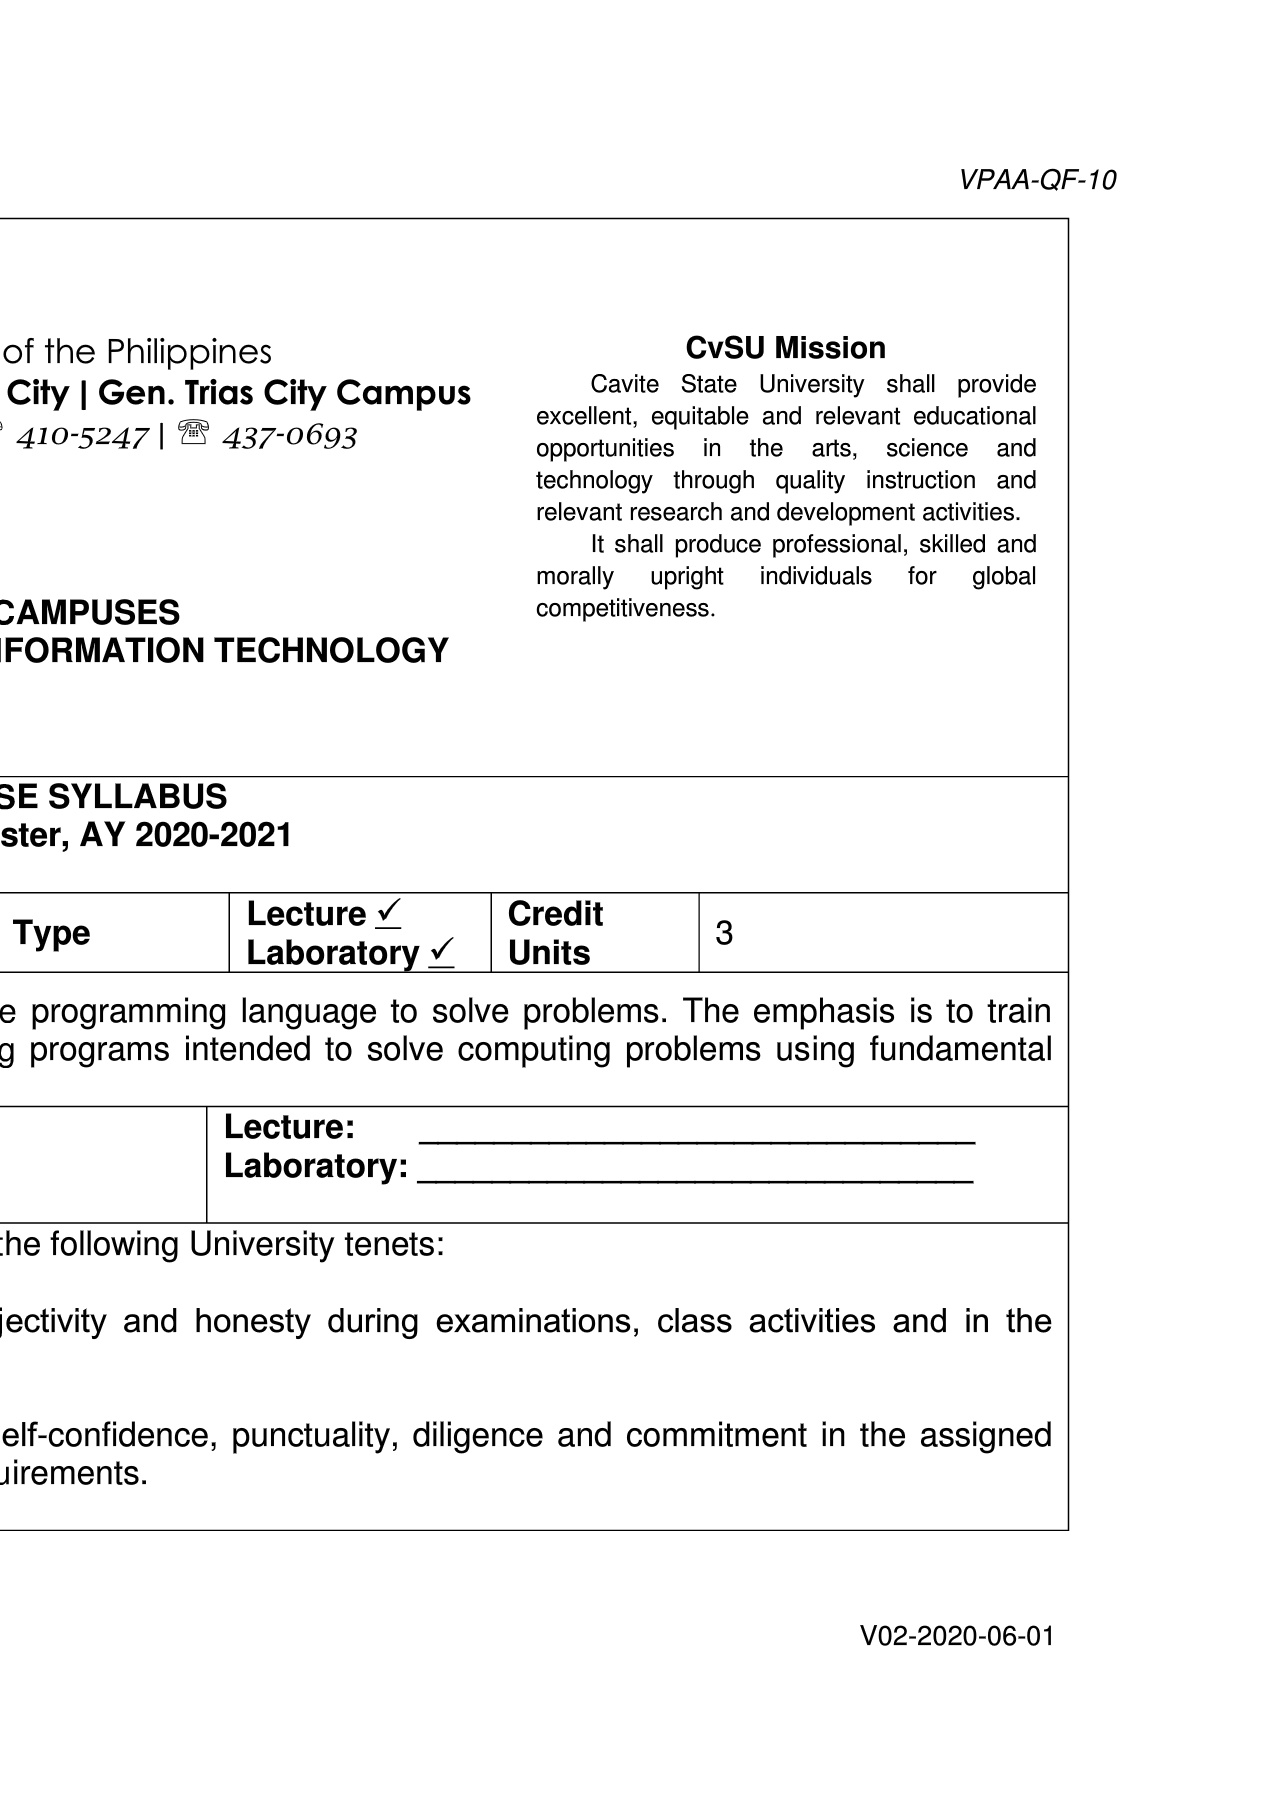 VPAA-QF-10
of the Philippines
City | Gen. Trias City Campus
410-5247 | ☏ 437-0693
CAMPUSES
NFORMATION TECHNOLOGY
CvSU Mission
Cavite State University shall provide
excellent, equitable and relevant educational
opportunities in the arts, science and
technology through quality instruction and
relevant research and development activities.
It shall produce professional, skilled and
morally upright individuals for global
competitiveness.
SE SYLLABUS
ster, AY 2020-2021
Type
Lecture ✓
Laboratory ✓
Credit
Units
3
e programming language to solve problems. The emphasis is to train
g programs intended to solve computing problems using fundamental
Lecture: ______________________________
Laboratory: ______________________________
the following University tenets:
jectivity and honesty during examinations, class activities and in the
elf-confidence, punctuality, diligence and commitment in the assigned
uirements.
V02-2020-06-01